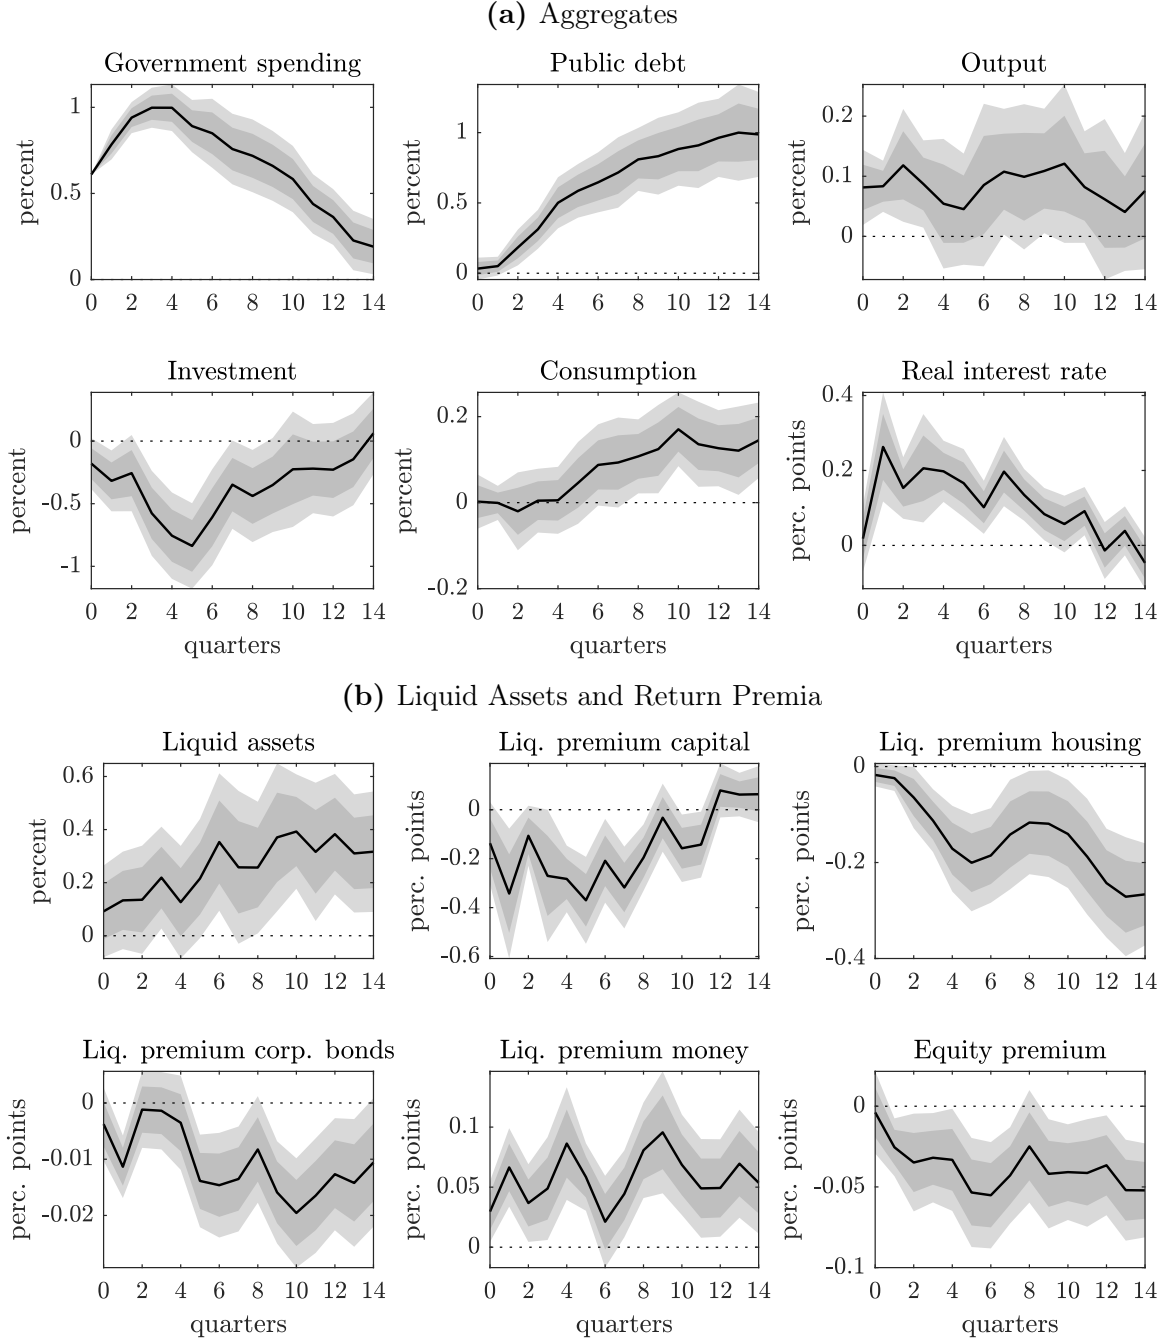 (a) Aggregates
Government spending
percent
1
0.5
0
0 2 4 6 8 10 12 14
Public debt
percent
1
0.5
0
0 2 4 6 8 10 12 14
Output
percent
0.2
0.1
0
0 2 4 6 8 10 12 14
Investment
percent
0
-0.5
-1
0 2 4 6 8 10 12 14
quarters
Consumption
percent
0.2
0
-0.2
0 2 4 6 8 10 12 14
quarters
Real interest rate
perc. points
0.4
0.2
0
0 2 4 6 8 10 12 14
quarters
(b) Liquid Assets and Return Premia
Liquid assets
percent
0.6
0.4
0.2
0
0 2 4 6 8 10 12 14
Liq. premium capital
perc. points
0
-0.2
-0.4
-0.6
0 2 4 6 8 10 12 14
Liq. premium housing
perc. points
0
-0.2
-0.4
0 2 4 6 8 10 12 14
Liq. premium corp. bonds
perc. points
0
-0.01
-0.02
0 2 4 6 8 10 12 14
quarters
Liq. premium money
perc. points
0.1
0.05
0
0 2 4 6 8 10 12 14
quarters
Equity premium
perc. points
0
-0.05
-0.1
0 2 4 6 8 10 12 14
quarters